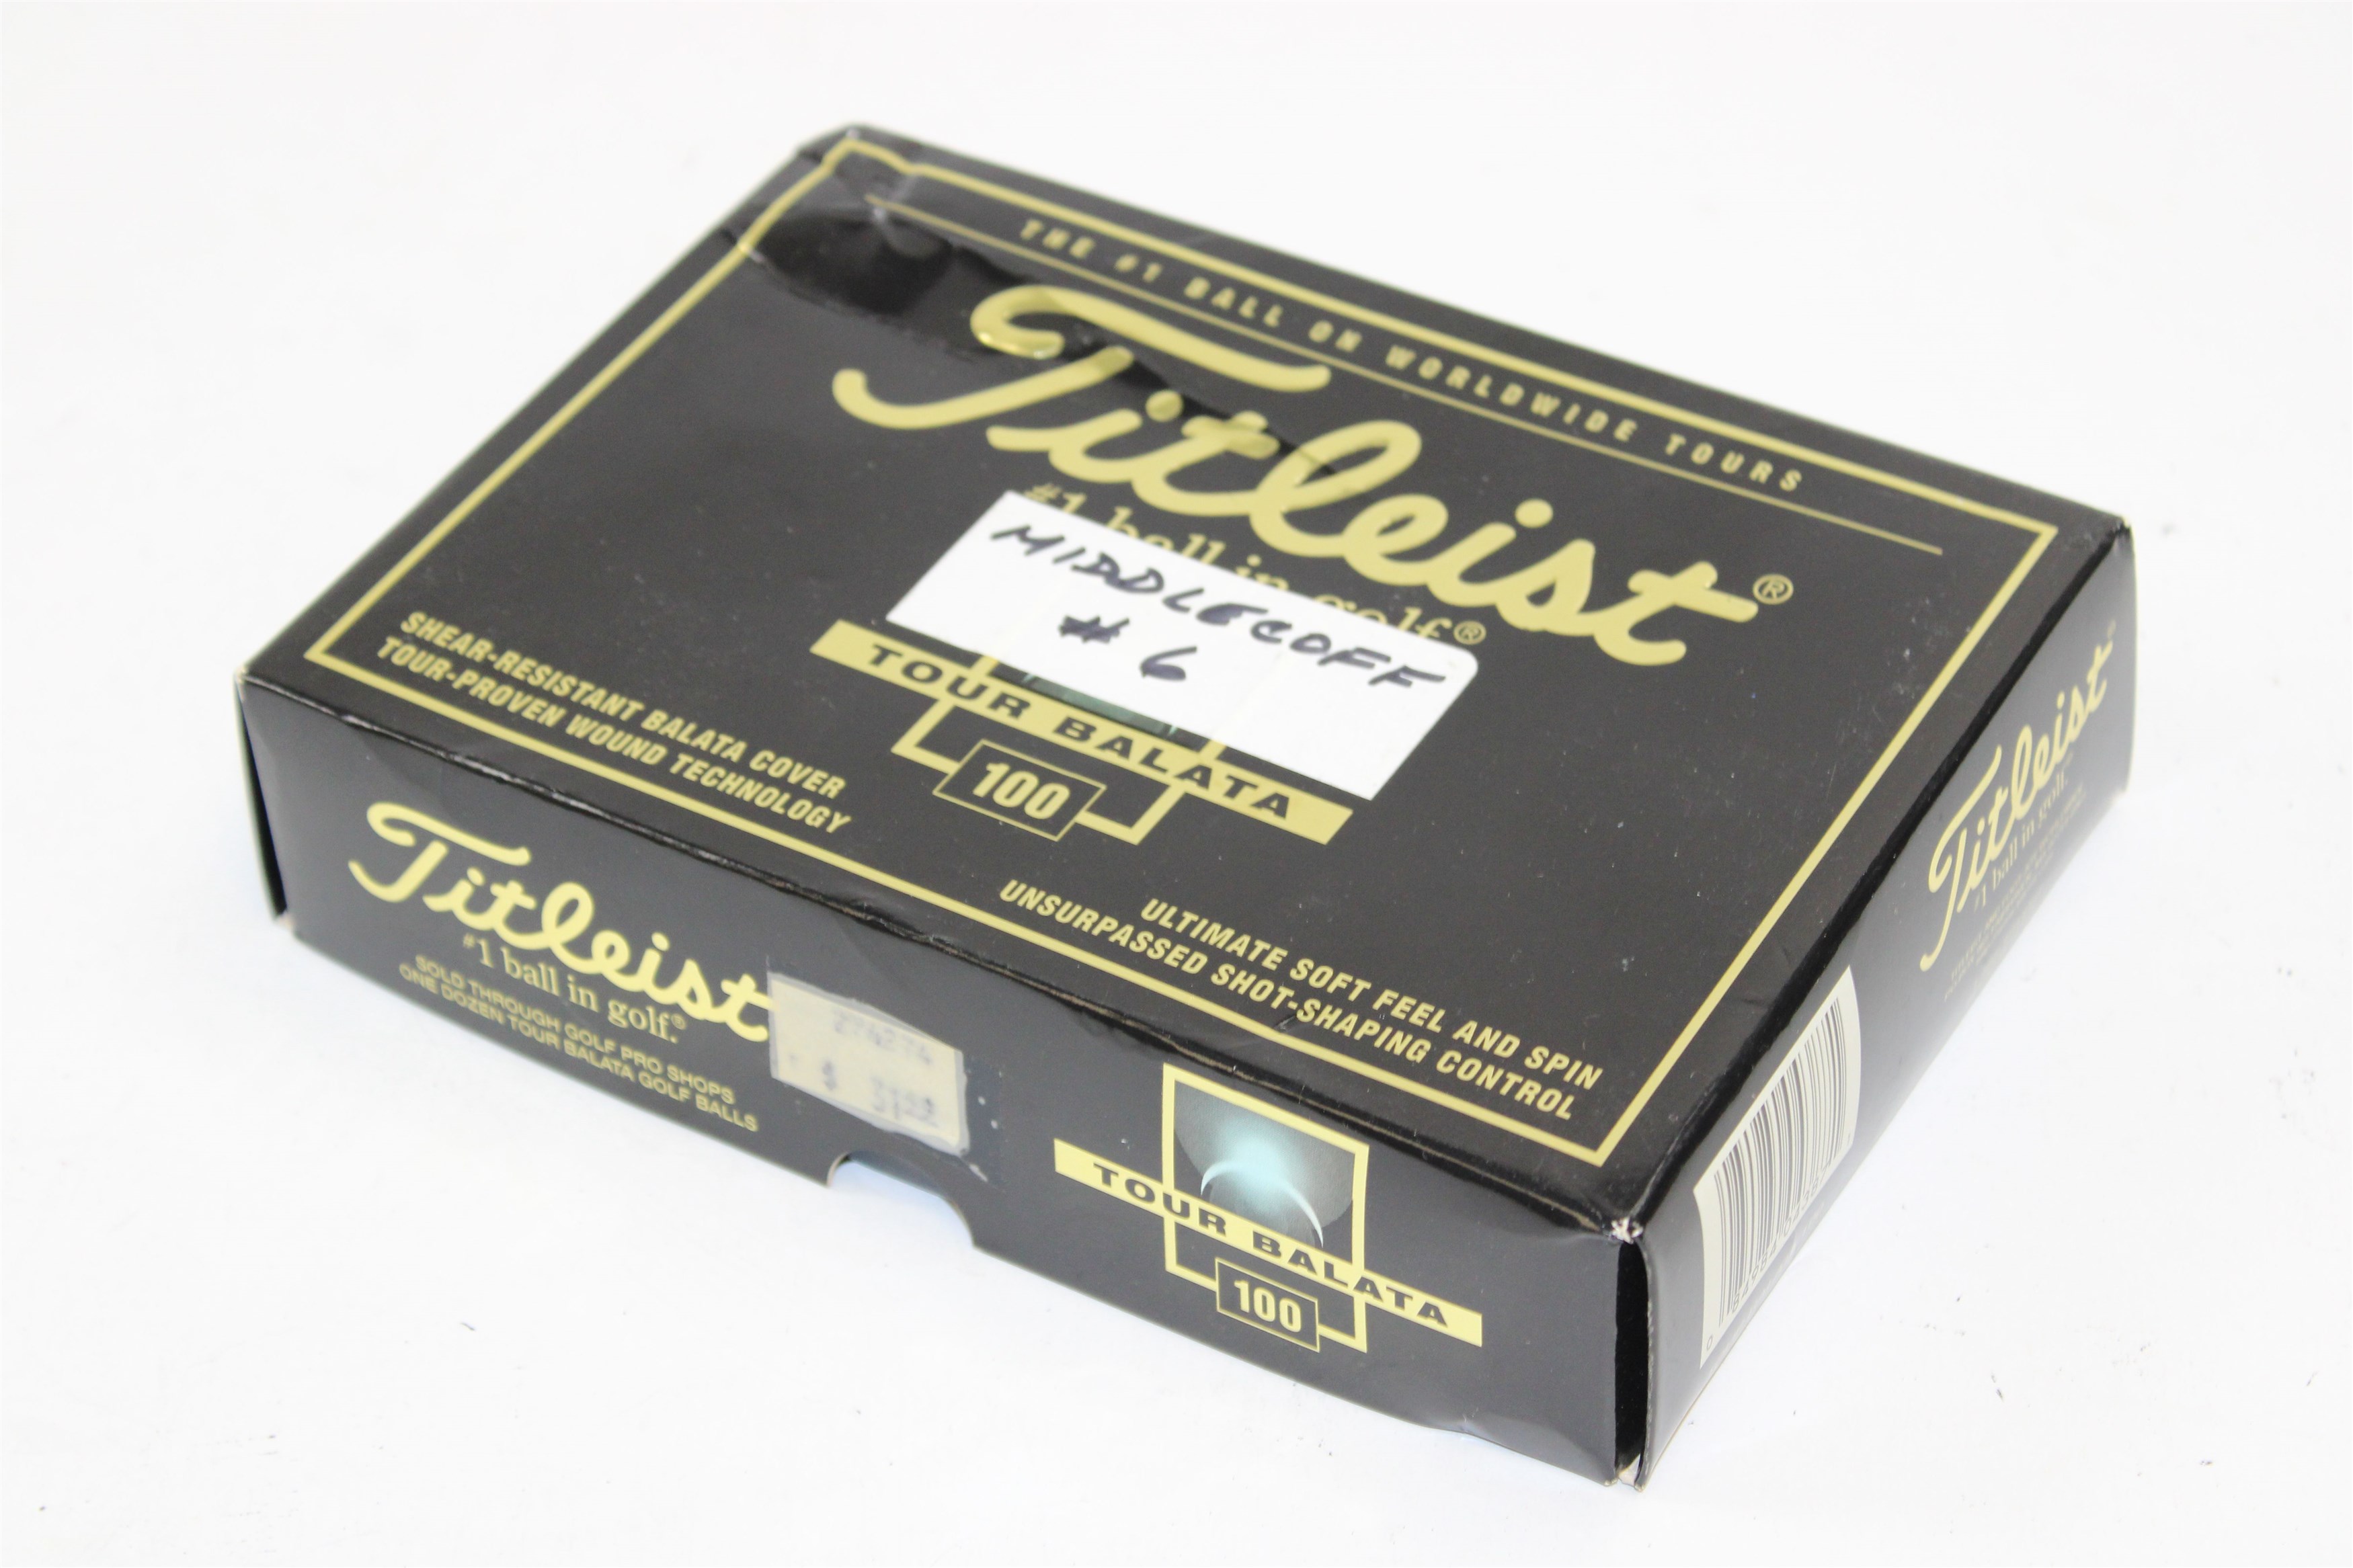 THE #1 BALL ON WORLDWIDE TOURS
Titleist®
#1 ball in golf®
MIDDLECOFF
#6
TOUR BALATA
100
SHEAR-RESISTANT BALATA COVER
TOUR-PROVEN WOUND TECHNOLOGY
ULTIMATE SOFT FEEL AND SPIN
UNSURPASSED SHOT-SHAPING CONTROL
Titleist
#1 ball in golf.®
SOLD THROUGH GOLF PRO SHOPS
ONE DOZEN TOUR BALATA GOLF BALLS
TOUR BALATA
100
Titleist®
#1 ball in golf.